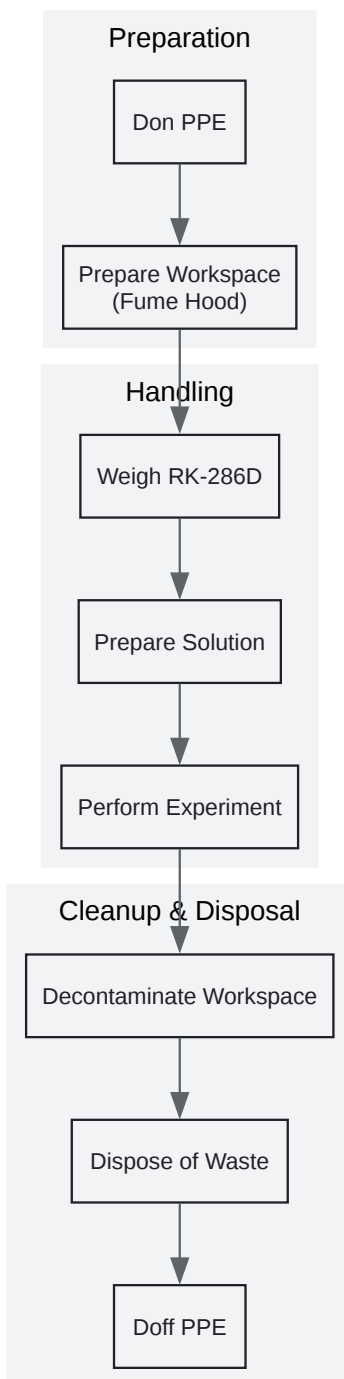 Preparation
Don PPE
Prepare Workspace
(Fume Hood)
Handling
Weigh RK-286D
Prepare Solution
Perform Experiment
Cleanup & Disposal
Decontaminate Workspace
Dispose of Waste
Doff PPE